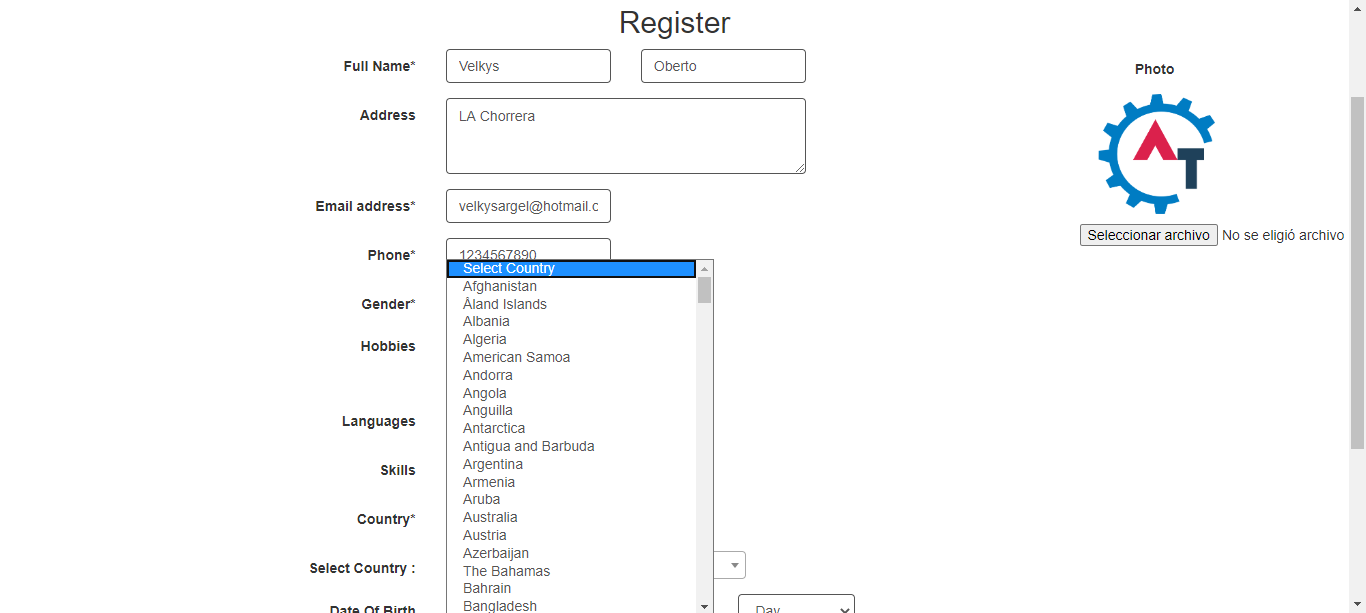 Register
Full Name* Velkys Oberto
Photo
Address LA Chorrera
AT
Email address* velkysargel@hotmail.c
Seleccionar archivo No se eligió archivo
Phone* 1234567890
Select Country
Afghanistan
Gender* Åland Islands
Albania
Algeria
Hobbies
American Samoa
Andorra
Angola
Anguilla
Languages
Antarctica
Antigua and Barbuda
Skills Argentina
Armenia
Aruba
Country* Australia
Austria
Azerbaijan
Select Country : The Bahamas
Bahrain
Date Of Birth Bangladesh Day